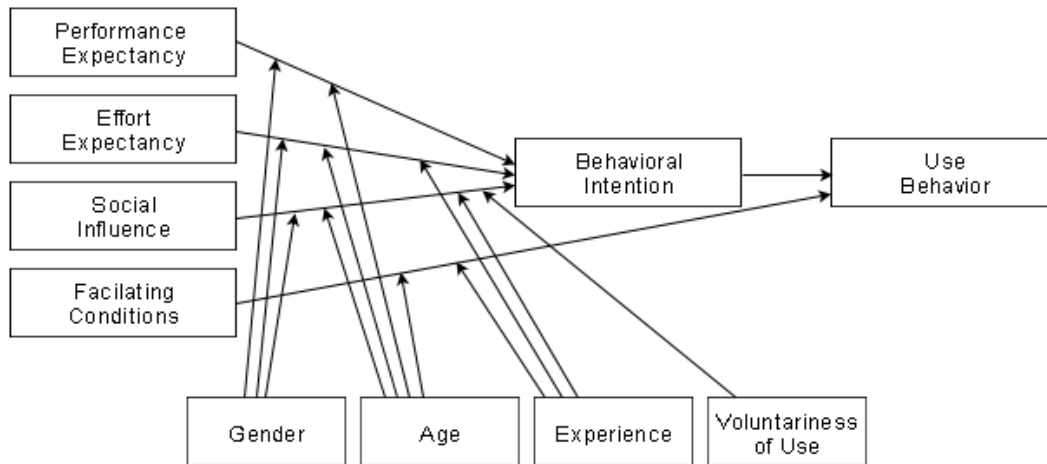 Performance
Expectancy
Effort
Expectancy
Social
Influence
Facilating
Conditions
Behavioral
Intention
Use
Behavior
Gender
Age
Experience
Voluntariness
of Use